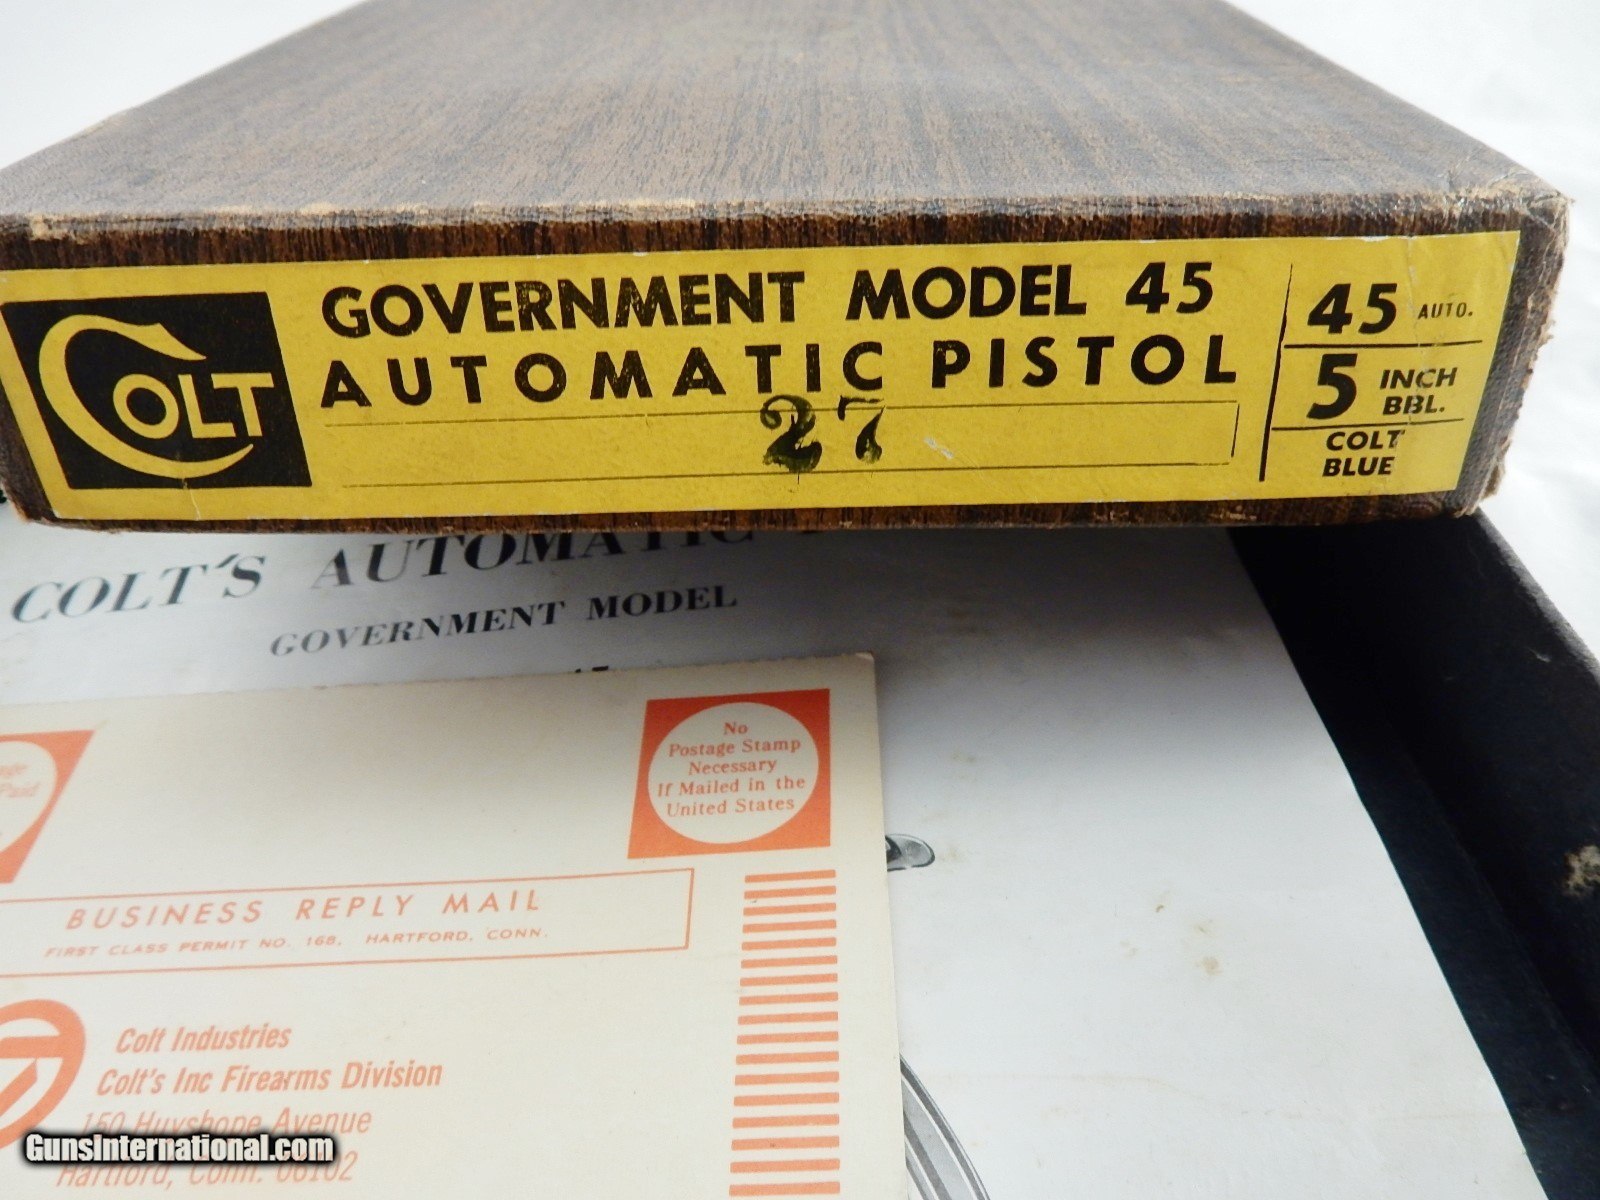 COLT
GOVERNMENT MODEL 45
AUTOMATIC PISTOL
27
45 AUTO.
5 INCH BBL.
COLT
BLUE
COLT'S AUTOMATIC
GOVERNMENT MODEL
No
Postage Stamp
Necessary
If Mailed in the
United States
Paid
BUSINESS REPLY MAIL
FIRST CLASS PERMIT NO. 168, HARTFORD, CONN.
Colt Industries
Colt's Inc Firearms Division
150 Huyshope Avenue
Hartford, Conn. 06102
GunsInternational.com